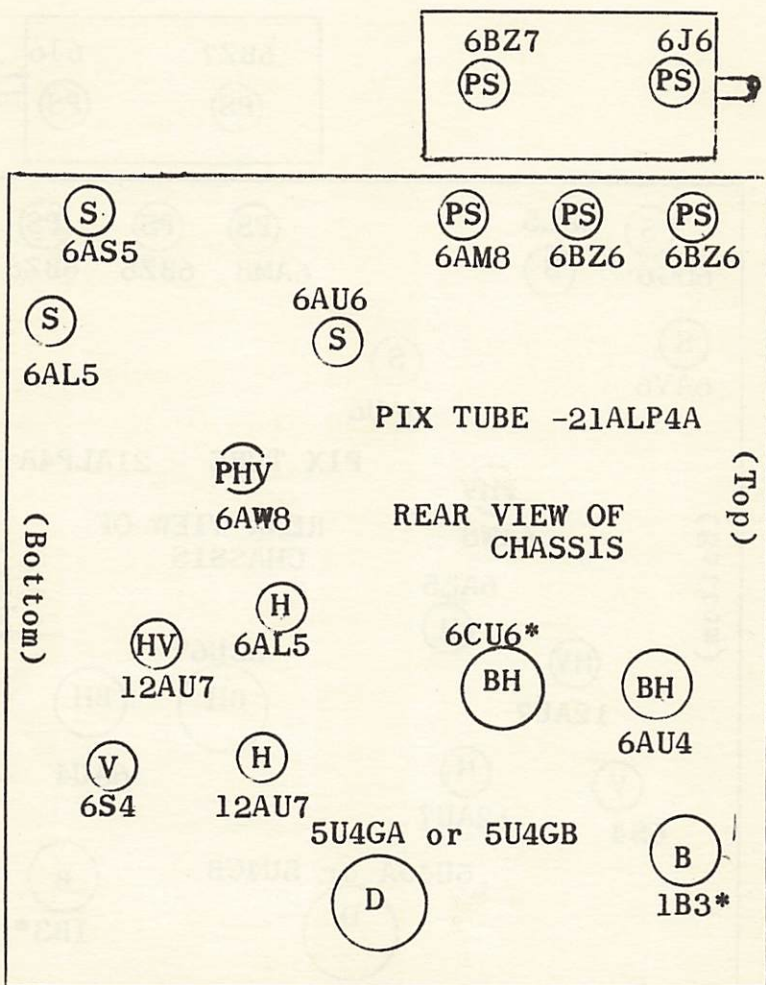 6BZ7 6J6
PS PS
S PS PS PS
6AS5 6AM8 6BZ6 6BZ6
6AU6
S S
6AL5
PIX TUBE -21ALP4A
PHV
6AW8
REAR VIEW OF
CHASSIS
(Bottom)
(Top)
H
6AL5
HV
12AU7
6CU6*
BH BH
6AU4
V H
6S4 12AU7
5U4GA or 5U4GB
D
B
1B3*